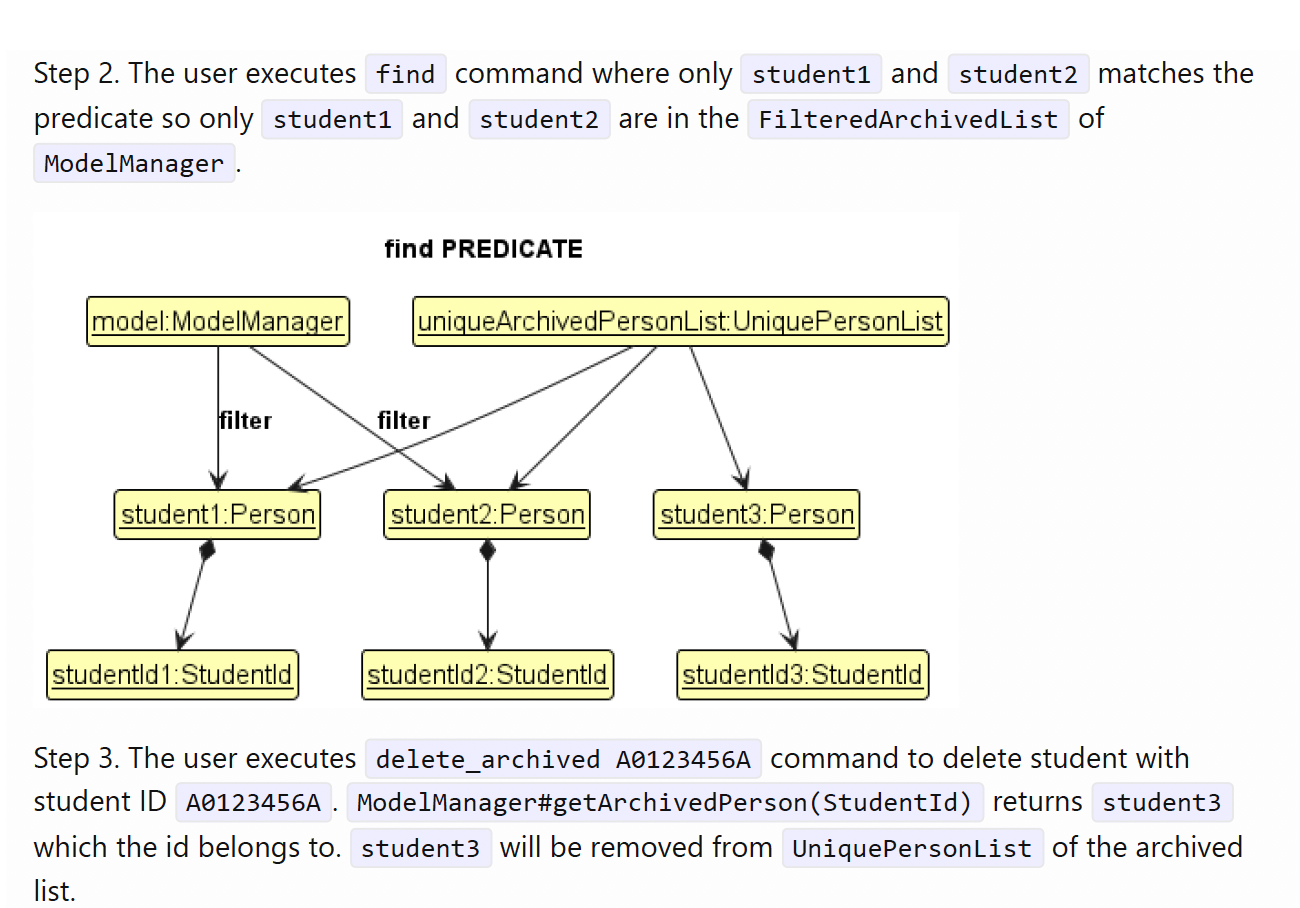 Step 2. The user executes find command where only student1 and student2 matches the
predicate so only student1 and student2 are in the FilteredArchivedList of
ModelManager.
find PREDICATE
model:ModelManager uniqueArchivedPersonList:UniquePersonList
filter filter
student1:Person student2:Person student3:Person
studentId1:StudentId studentId2:StudentId studentId3:StudentId
Step 3. The user executes delete_archived A0123456A command to delete student with
student ID A0123456A. ModelManager#getArchivedPerson(StudentId) returns student3
which the id belongs to. student3 will be removed from UniquePersonList of the archived
list.